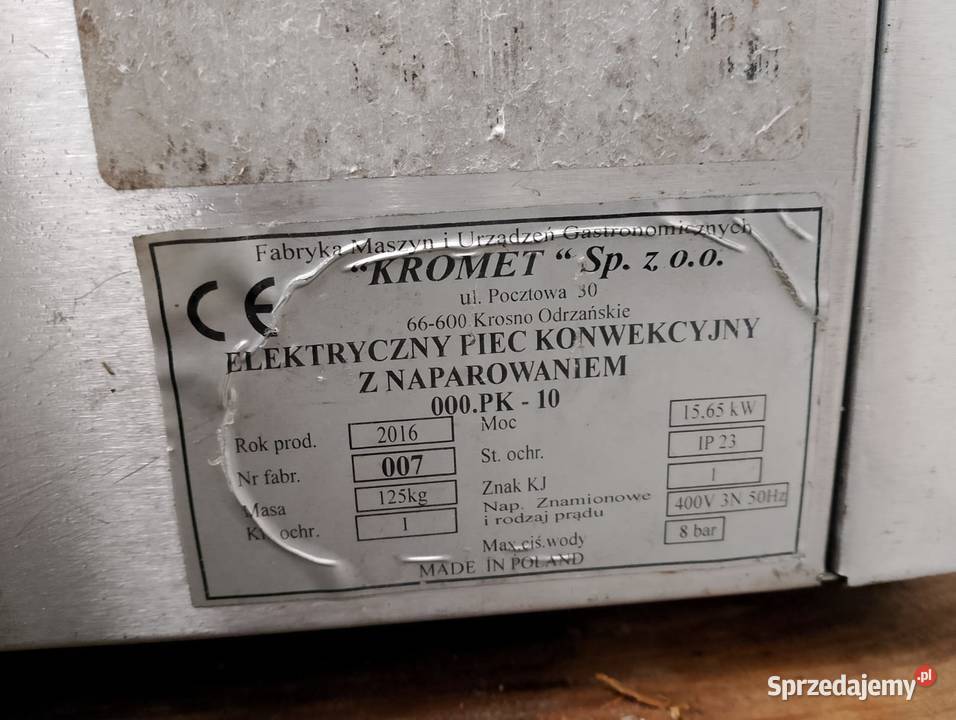 Fabryka Maszyn i Urządzeń Gastronomicznych
"KROMET" Sp. z o.o.
CE
ul. Pocztowa 30
66-600 Krosno Odrzańskie
ELEKTRYCZNY PIEC KONWEKCYJNY
Z NAPAROWANIEM
000.PK - 10
Rok prod. 2016
Nr fabr. 007
Masa 125kg
Kl. ochr. 1
Moc 15,65 kW
St. ochr. IP 23
Znak KJ 1
Nap. Znamionowe
i rodzaj prądu 400V 3N 50Hz
Max.ciś.wody 8 bar
MADE IN POLAND
Sprzedajemy.pl